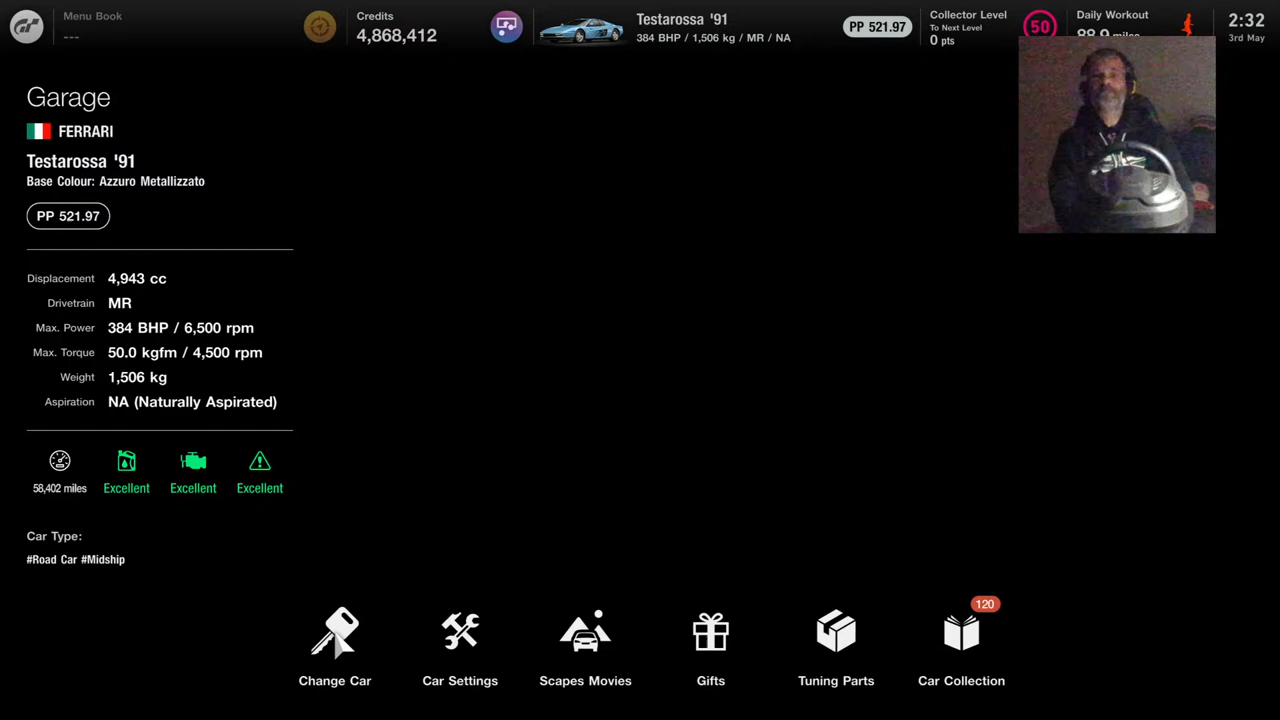 Menu Book
---
Credits
4,868,412
Testarossa '91
384 BHP / 1,506 kg / MR / NA
PP 521.97
Collector Level
To Next Level
0 pts
50
Daily Workout
88.9 miles
2:32
3rd May
Garage
FERRARI
Testarossa '91
Base Colour: Azzuro Metallizzato
PP 521.97
Displacement 4,943 cc
Drivetrain MR
Max. Power 384 BHP / 6,500 rpm
Max. Torque 50.0 kgfm / 4,500 rpm
Weight 1,506 kg
Aspiration NA (Naturally Aspirated)
58,402 miles Excellent Excellent Excellent
Car Type:
#Road Car #Midship
120
Change Car Car Settings Scapes Movies Gifts Tuning Parts Car Collection